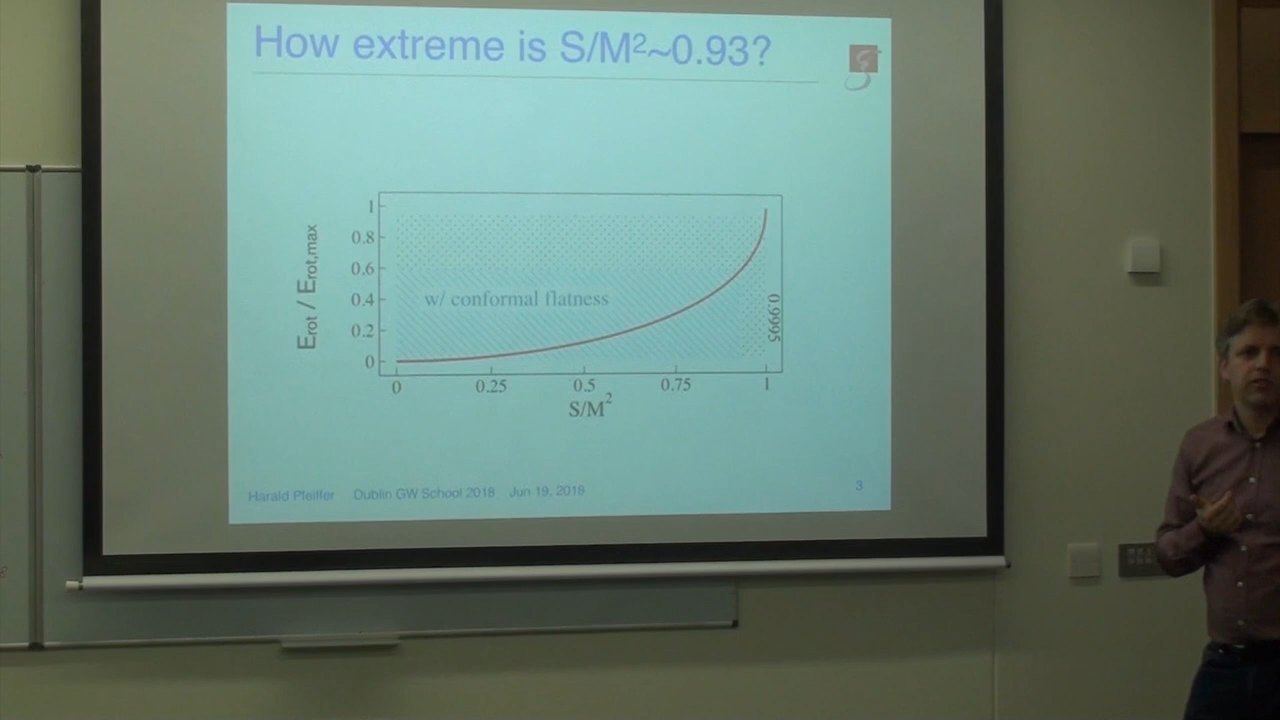 How extreme is S/M²~0.93?
Erot / Erot,max
1
0.8
0.6
0.4
0.2
0
w/ conformal flatness
0.9995
0 0.25 0.5 0.75 1
S/M²
Harald Pfeiffer Dublin GW School 2018 Jun 19, 2018 3